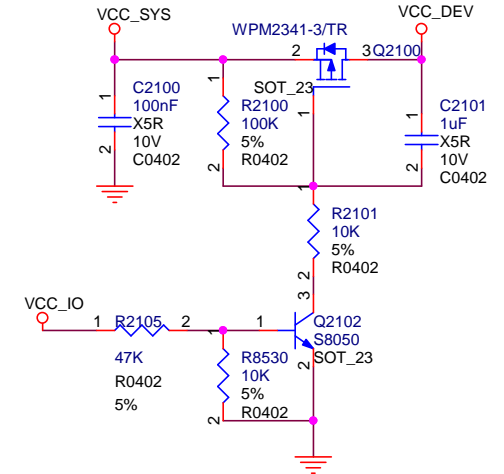 VCC_SYS
VCC_DEV
WPM2341-3/TR
2
3
Q2100
SOT_23
1
1
C2100
100nF
X5R
10V
C0402
2
1
R2100
100K
5%
R0402
2
1
C2101
1uF
X5R
10V
C0402
2
1
R2101
10K
5%
R0402
2
VCC_IO
1
R2105
2
47K
R0402
5%
1
1
R8530
10K
5%
R0402
2
3
Q2102
S8050
SOT_23
2